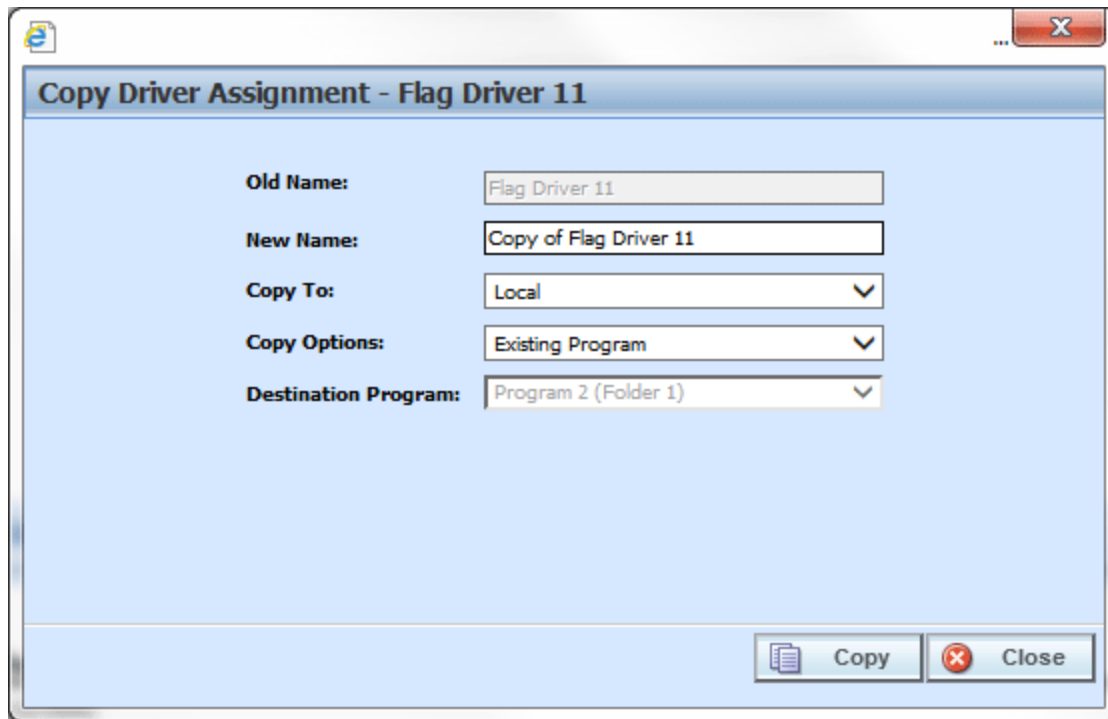 ...
Copy Driver Assignment - Flag Driver 11
Old Name: Flag Driver 11
New Name: Copy of Flag Driver 11
Copy To: Local
Copy Options: Existing Program
Destination Program: Program 2 (Folder 1)
Copy Close